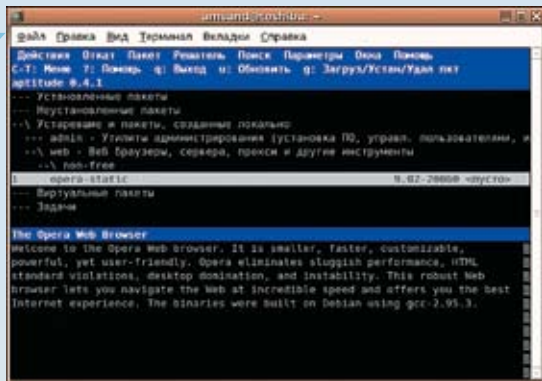 amsand@toshiba: ~
Файл Правка Вид Терминал Вкладки Справка
Действия Откат Пакет Решатель Поиск Параметры Окна Помощь
C-T: Меню ?: Помощь q: Выход u: Обновить g: Загруз/Устан/Удал пкт
aptitude 0.4.1
--- Установленные пакеты
--- Неустановленные пакеты
--\ Устаревшие и пакеты, созданные локально
--- admin - Утилиты администрирования (установка ПО, управл. пользователями, и
--\ web - Веб браузеры, сервера, прокси и другие инструменты
--\ non-free
opera-static 9.02-20060 <пусто>
--- Виртуальные пакеты
--- Задачи
The Opera Web Browser
Welcome to the Opera Web browser. It is smaller, faster, customizable,
powerful, yet user-friendly. Opera eliminates sluggish performance, HTML
standard violations, desktop domination, and instability. This robust Web
browser lets you navigate the Web at incredible speed and offers you the best
Internet experience. The binaries were built on Debian using gcc-2.95.3.